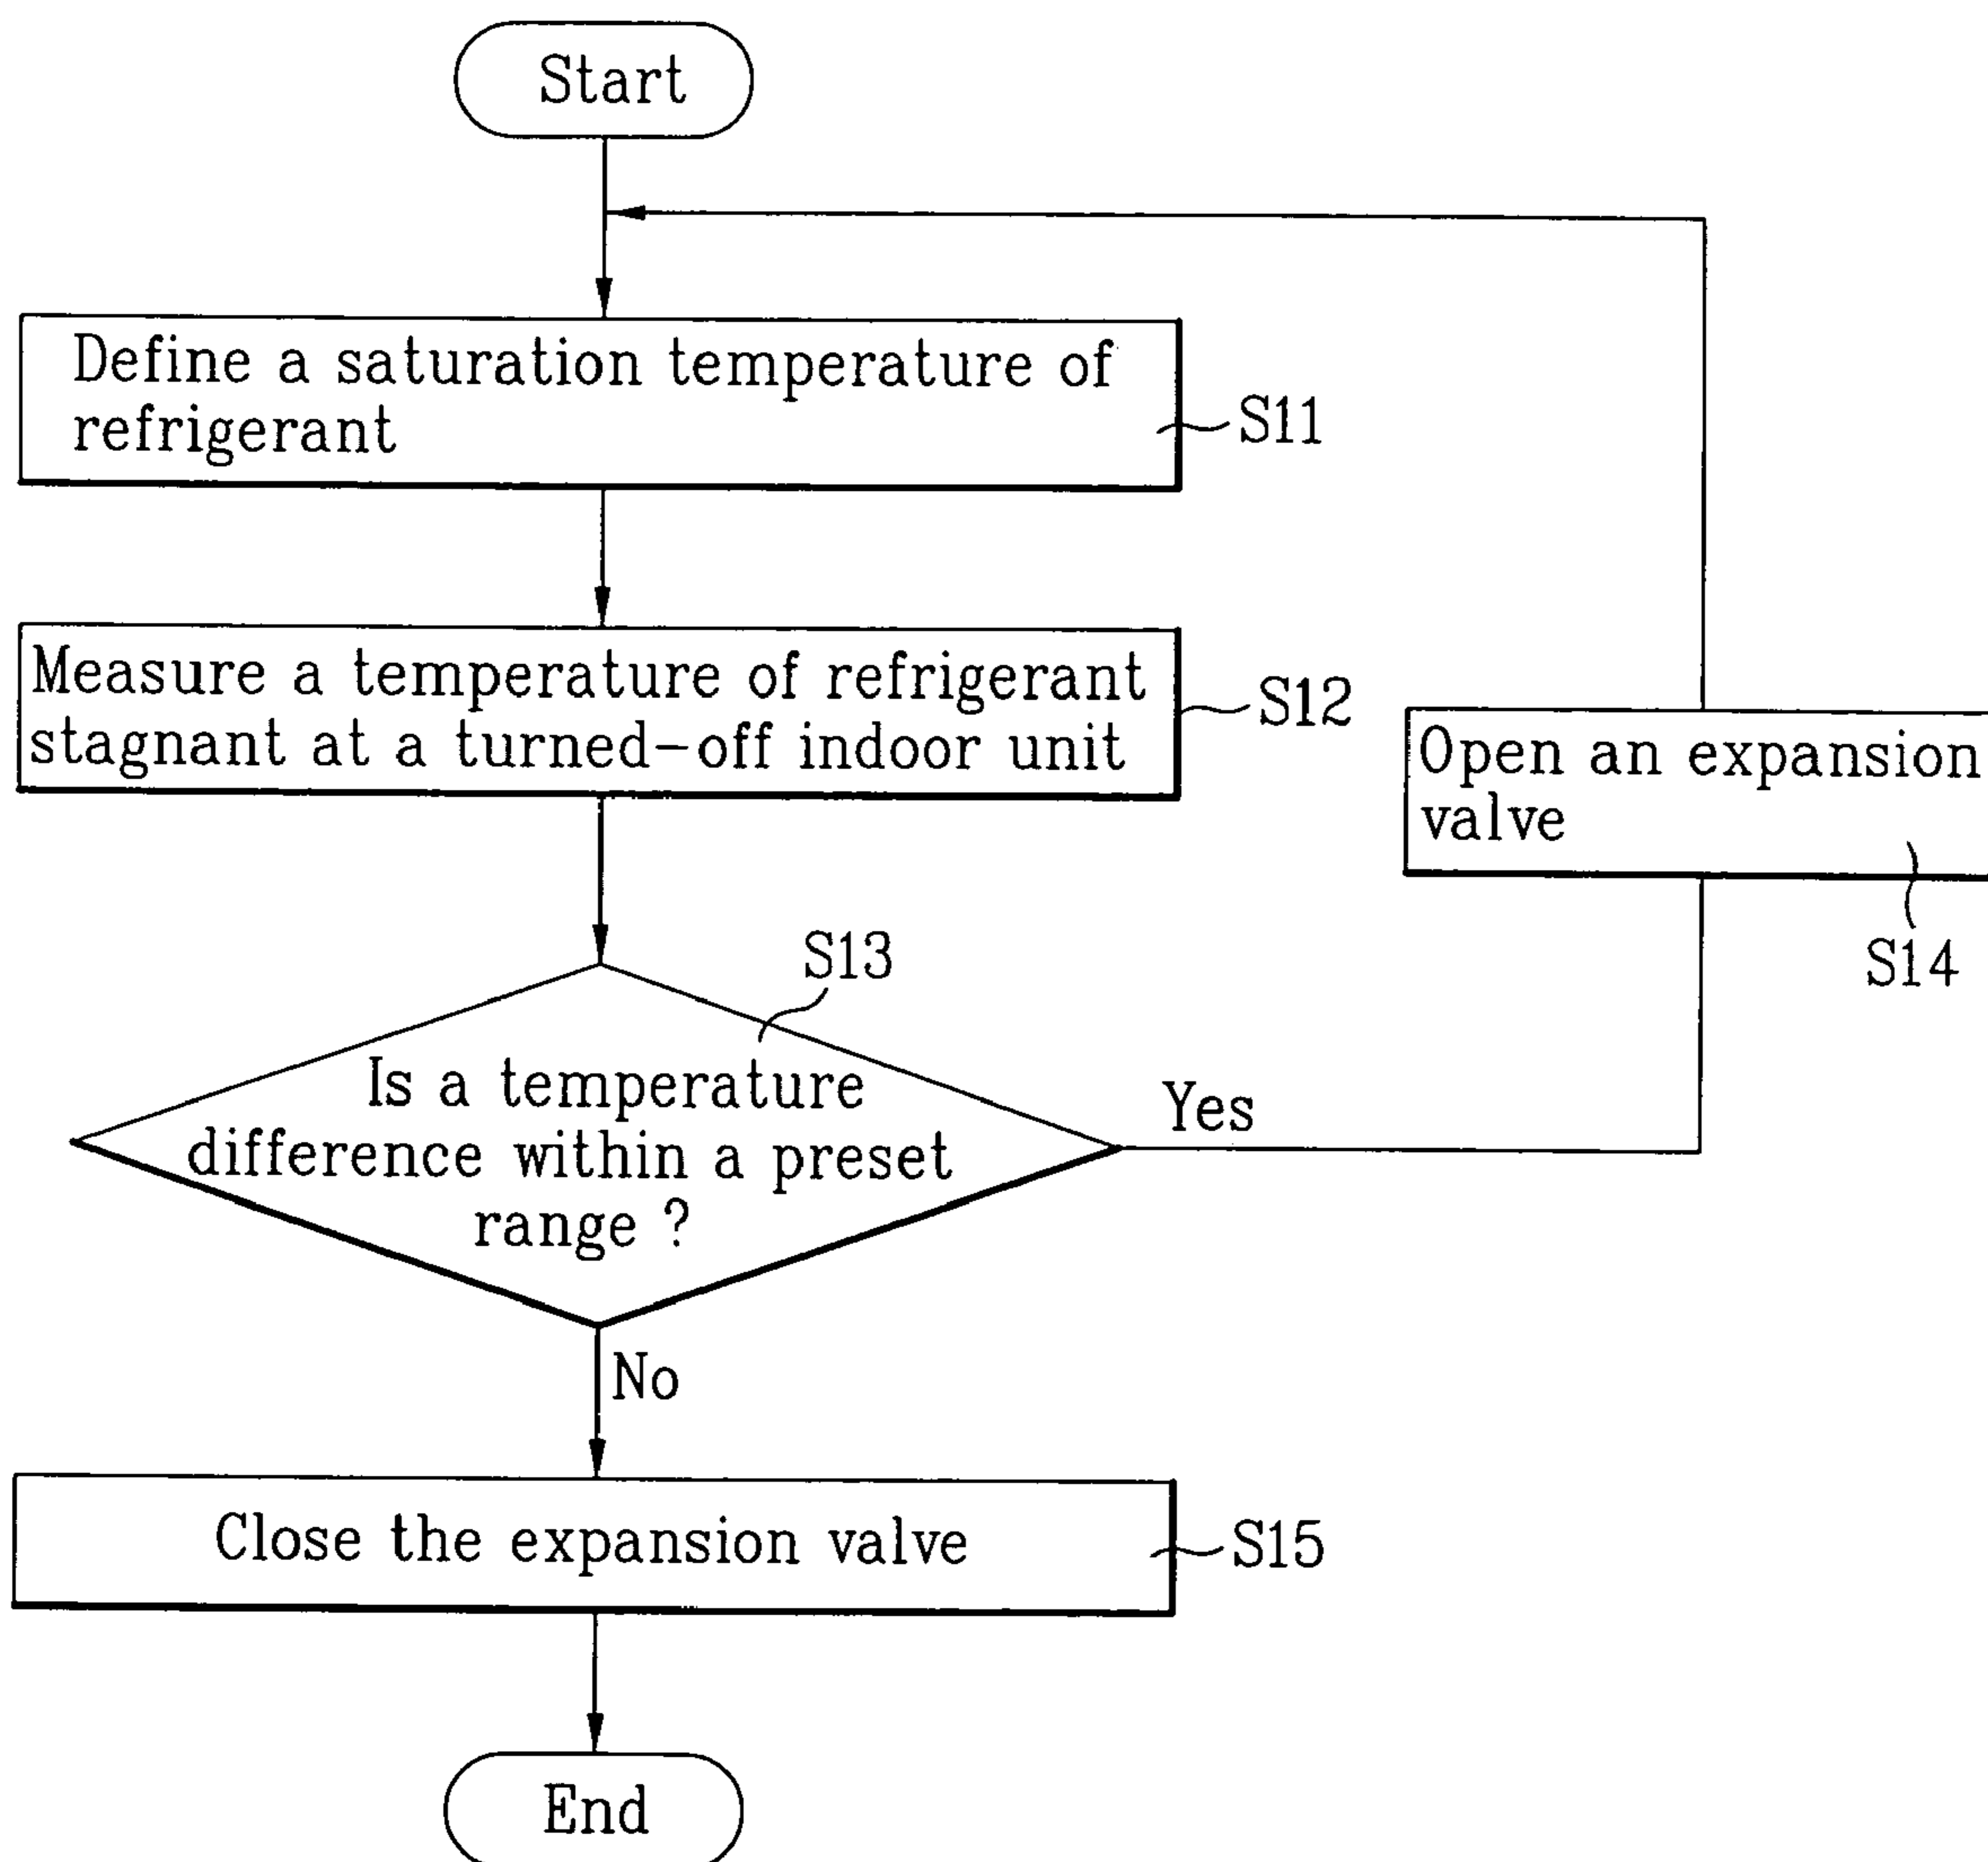 Start
Define a saturation temperature of
refrigerant
S11
Measure a temperature of refrigerant
stagnant at a turned-off indoor unit
S12
Open an expansion
valve
S14
S13
Is a temperature
difference within a preset
range ?
Yes
No
Close the expansion valve
S15
End